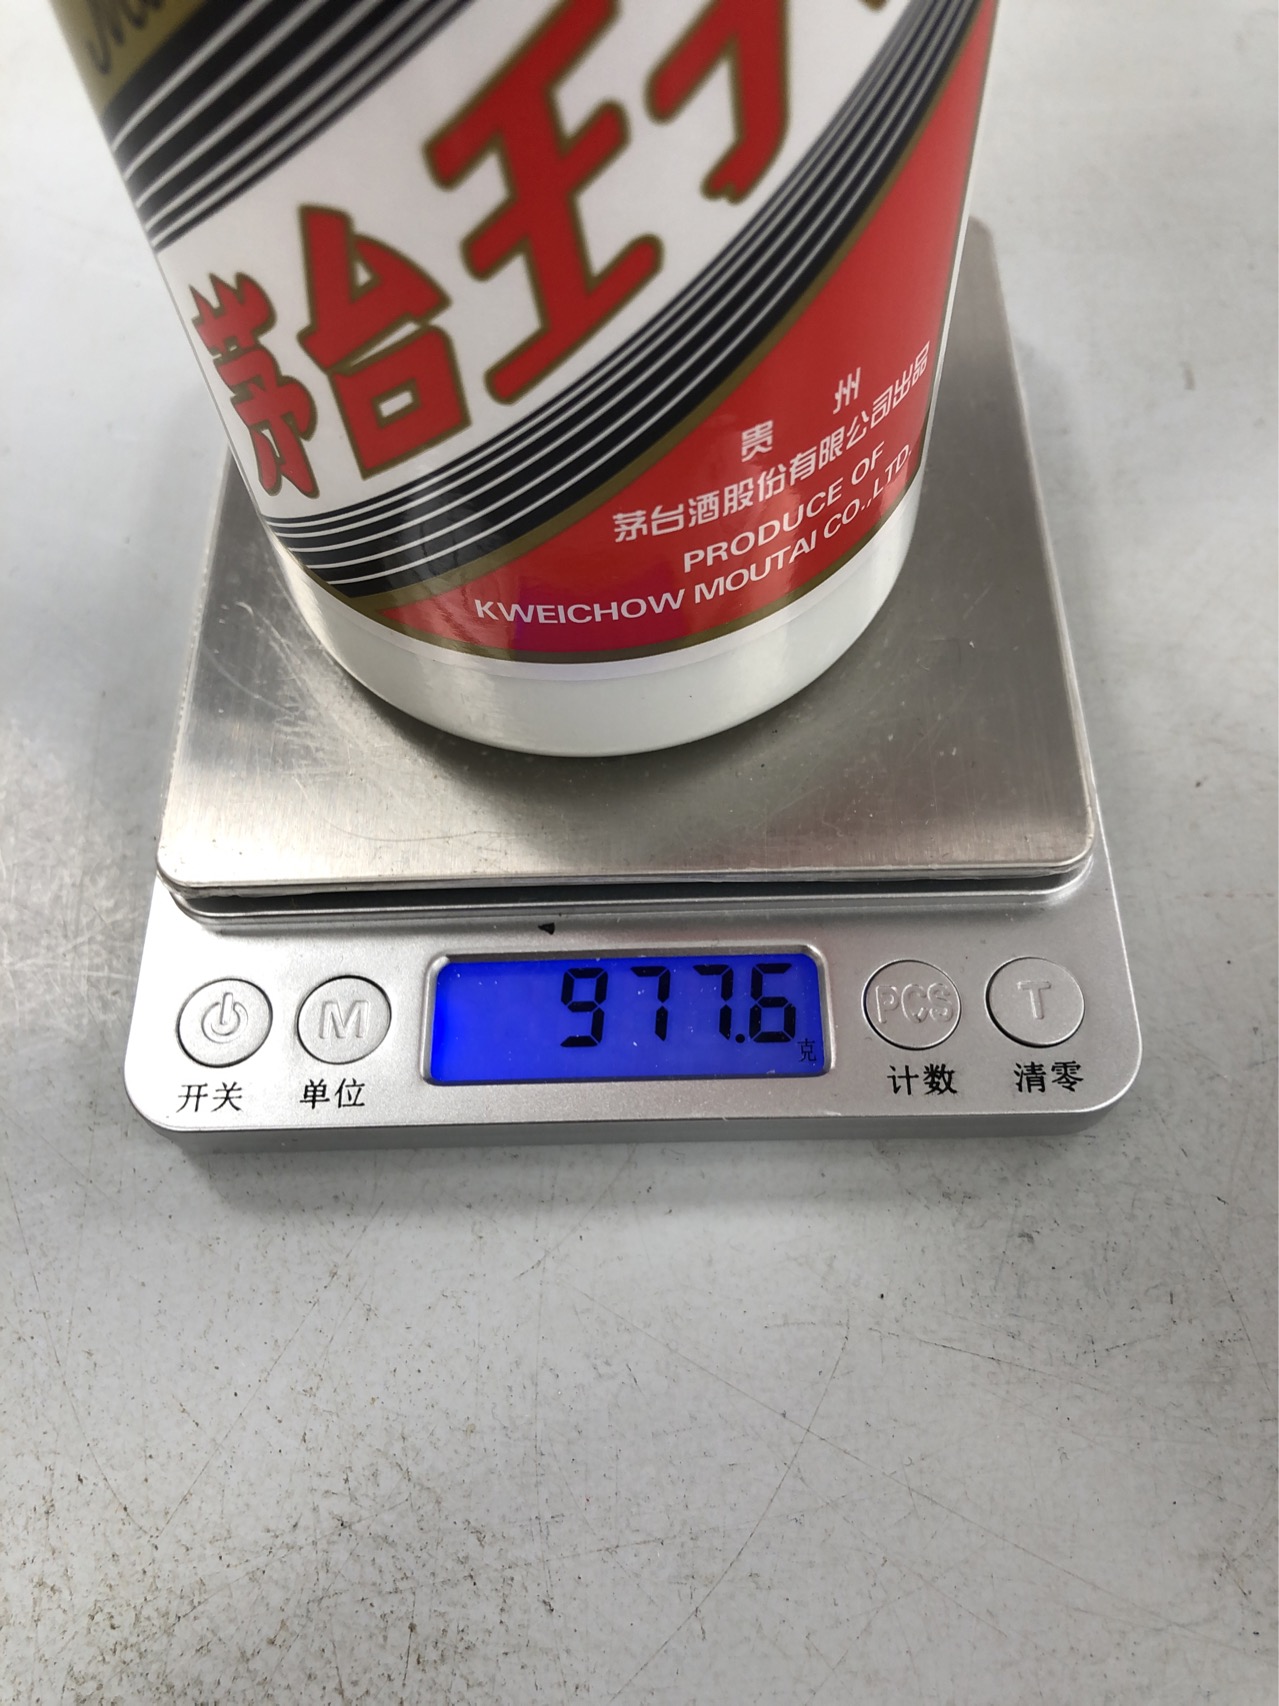 茅台王子
贵州
茅台酒股份有限公司出品
PRODUCE OF
KWEICHOW MOUTAI CO.,LTD.
977.6
克
M
PCS
T
开关
单位
计数
清零